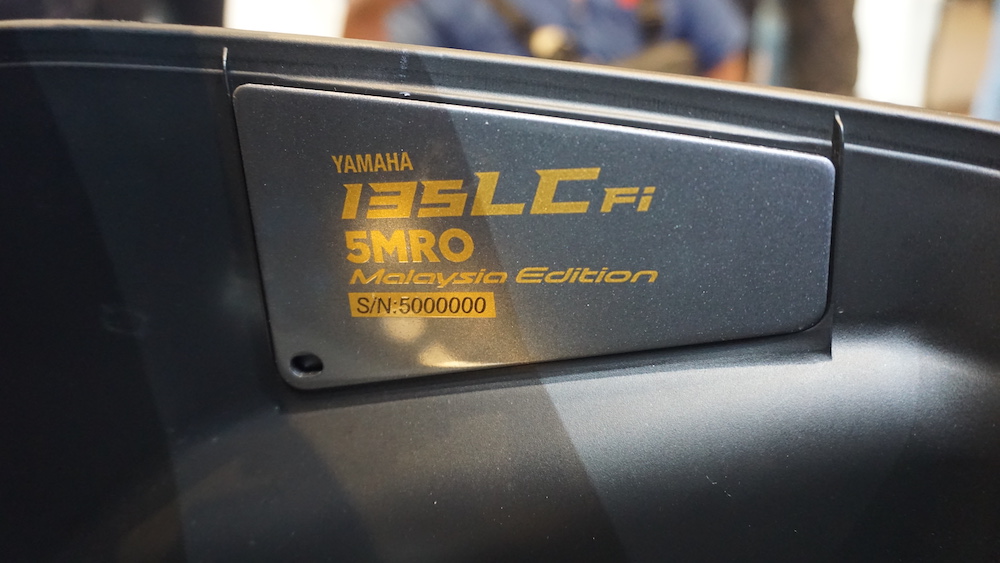 YAMAHA
135LC Fi
5MRO
Malaysia Edition
S/N:5000000